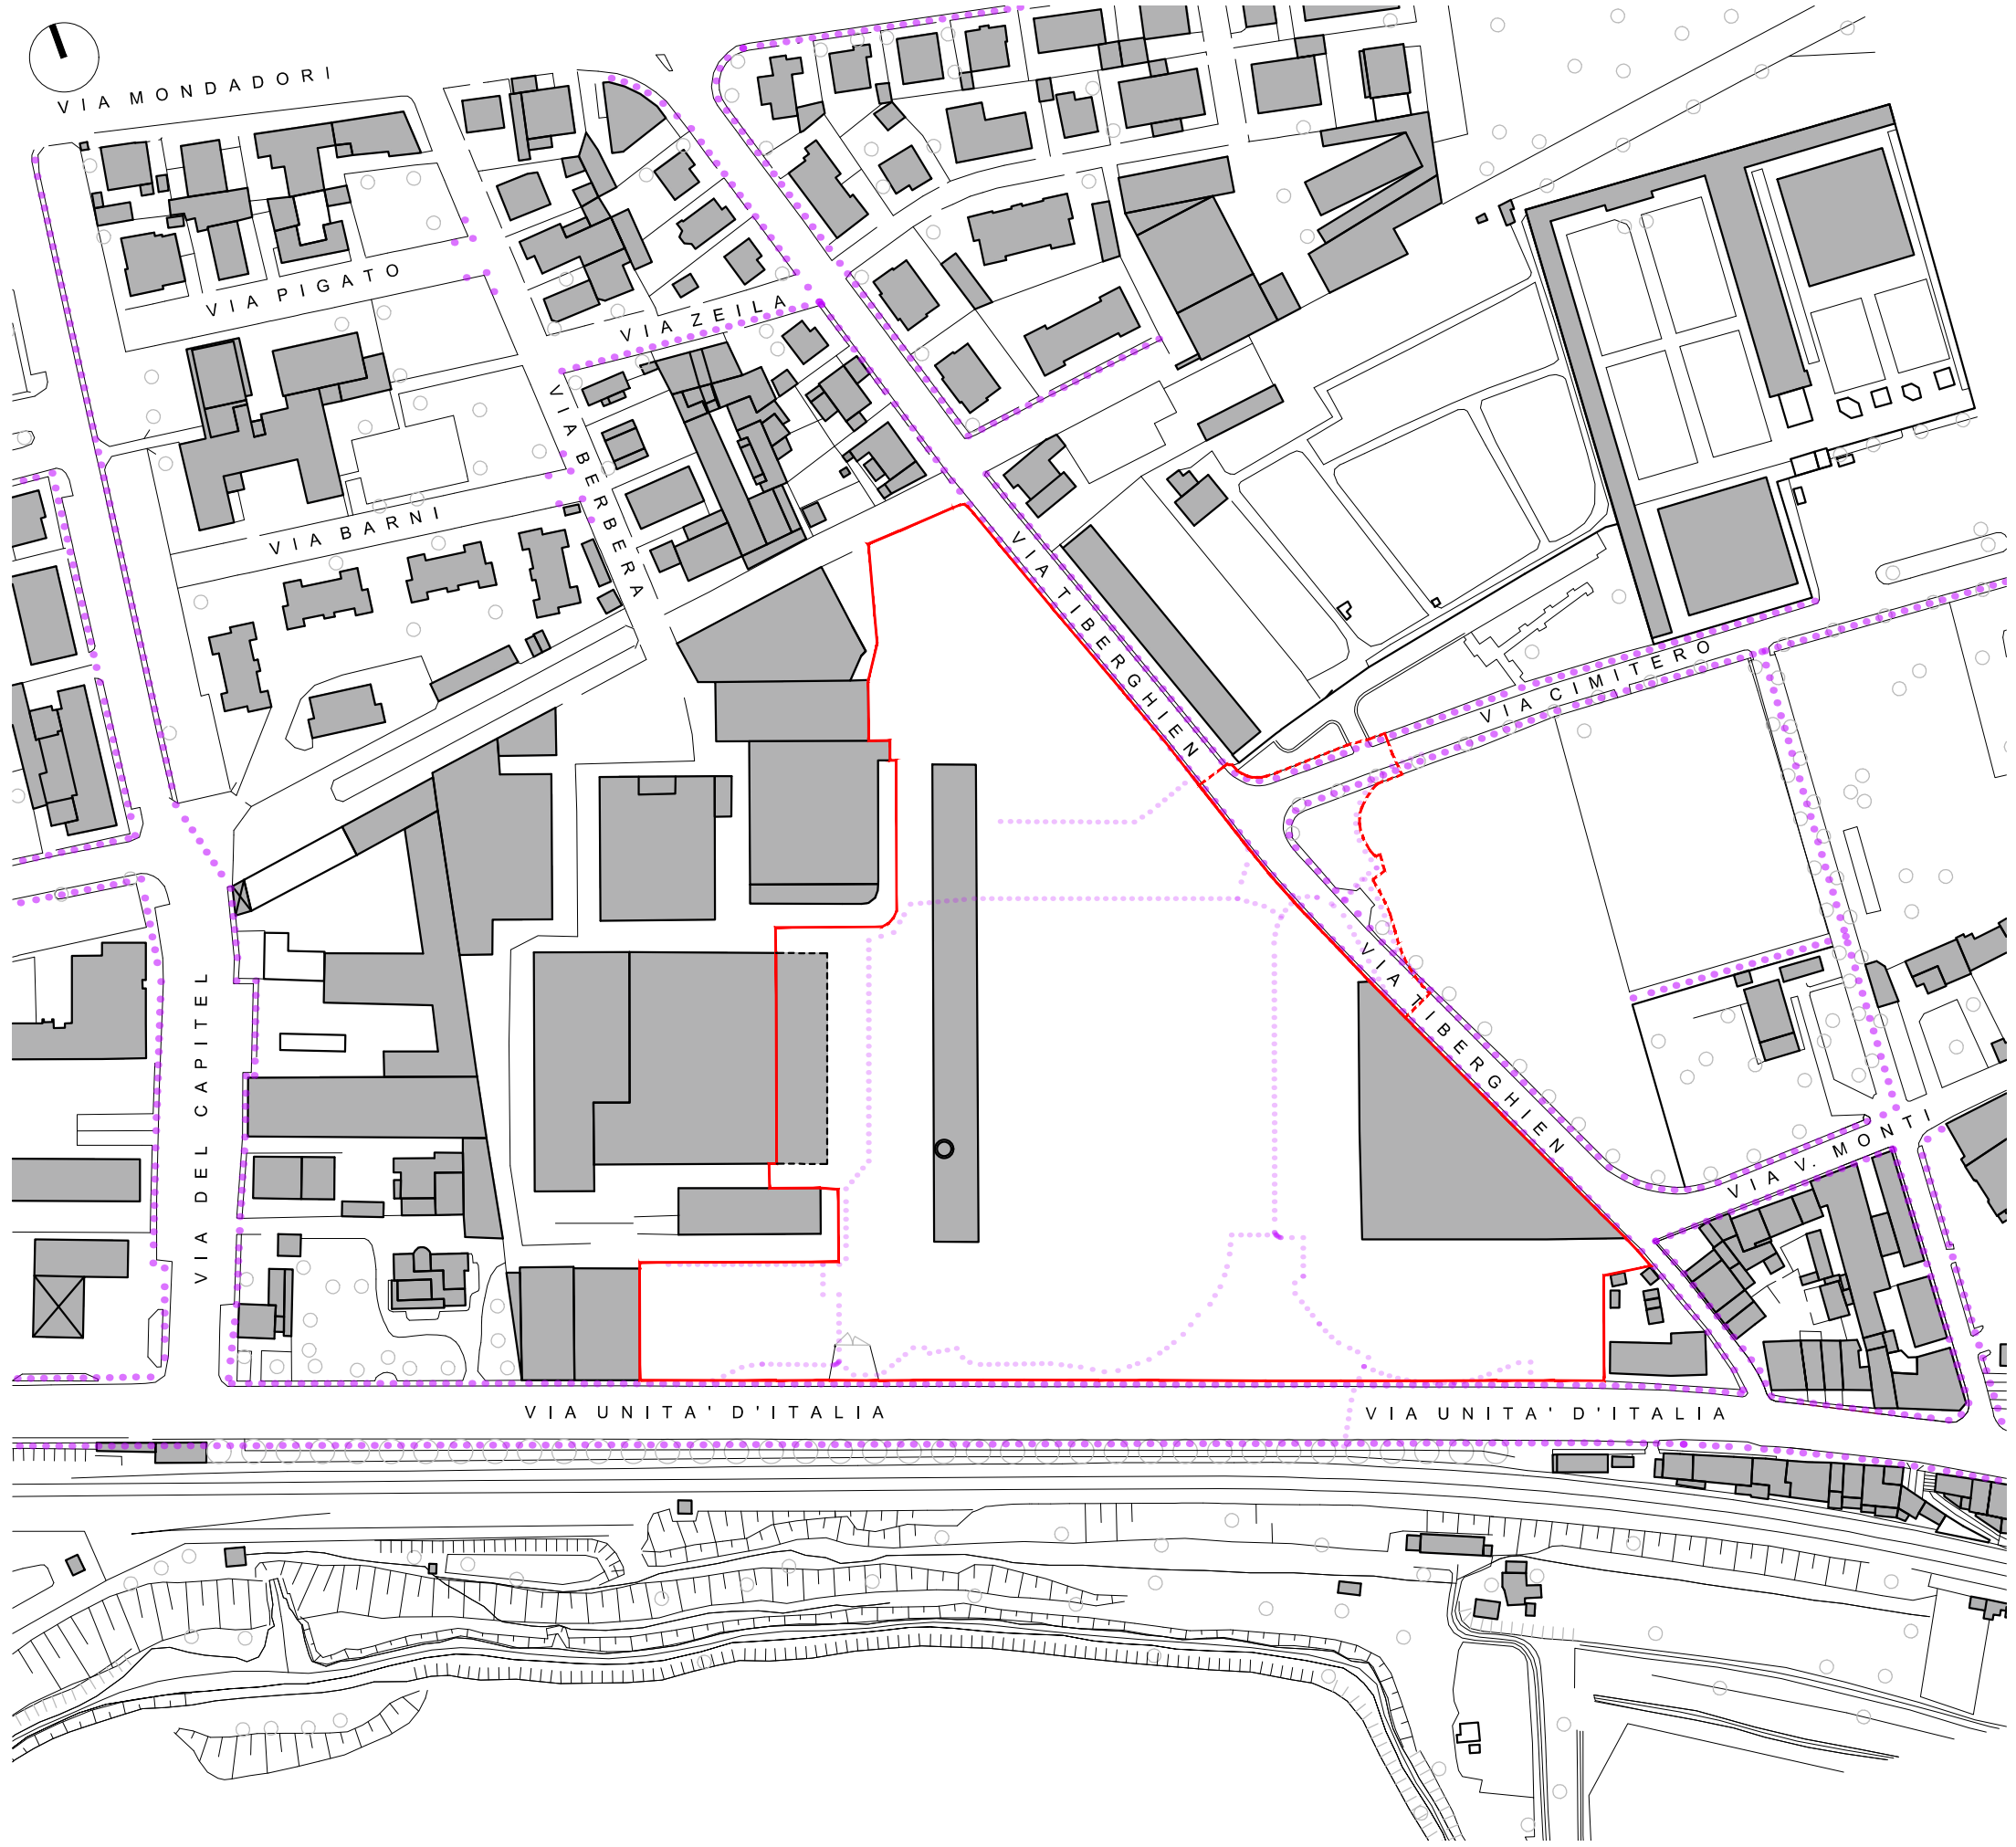 VIA MONDADORI
VIA PIGATO
VIA ZEILA
VIA BERBERA
VIA BARNI
VIA TIBERGHIEN
VIA CIMITERO
VIA TIBERGHIEN
VIA DEL CAPITEL
VIA V. MONTI
VIA UNITA' D'ITALIA
VIA UNITA' D'ITALIA